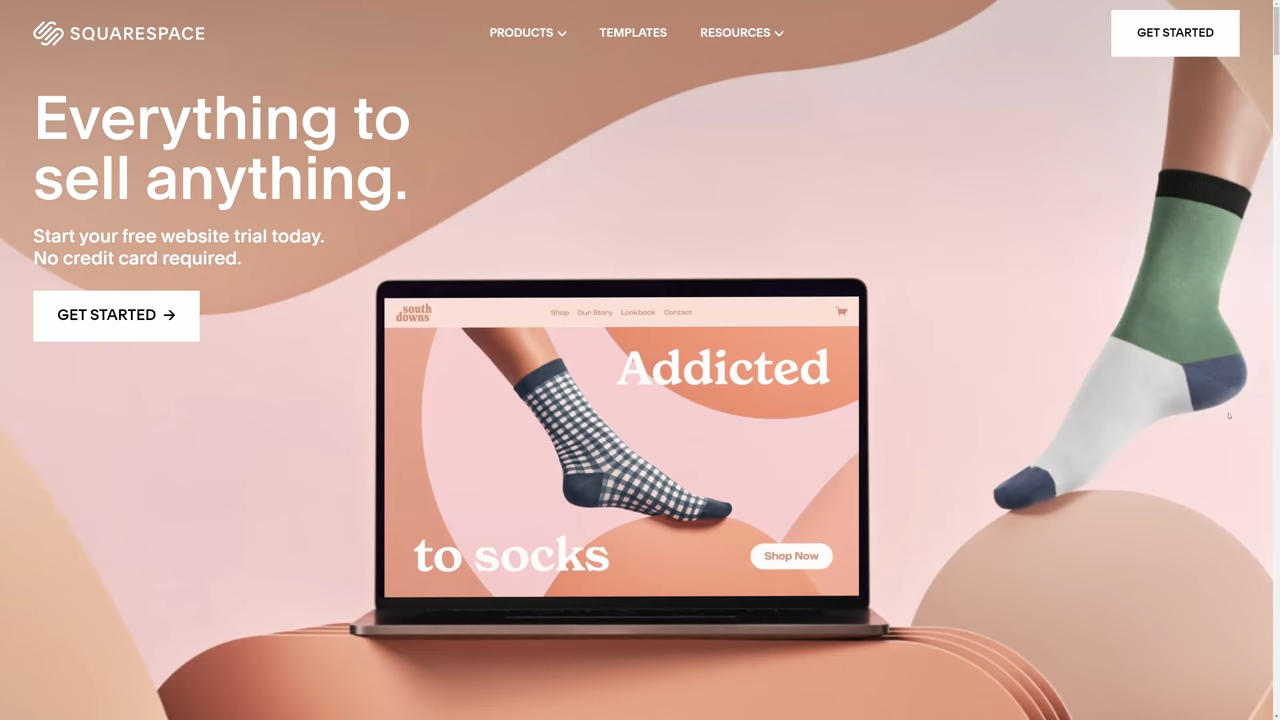 SQUARESPACE
PRODUCTS
TEMPLATES
RESOURCES
GET STARTED
Everything to
sell anything.
Start your free website trial today.
No credit card required.
GET STARTED →
south
downs
Shop
Our Story
Lookbook
Contact
Addicted
to socks
Shop Now